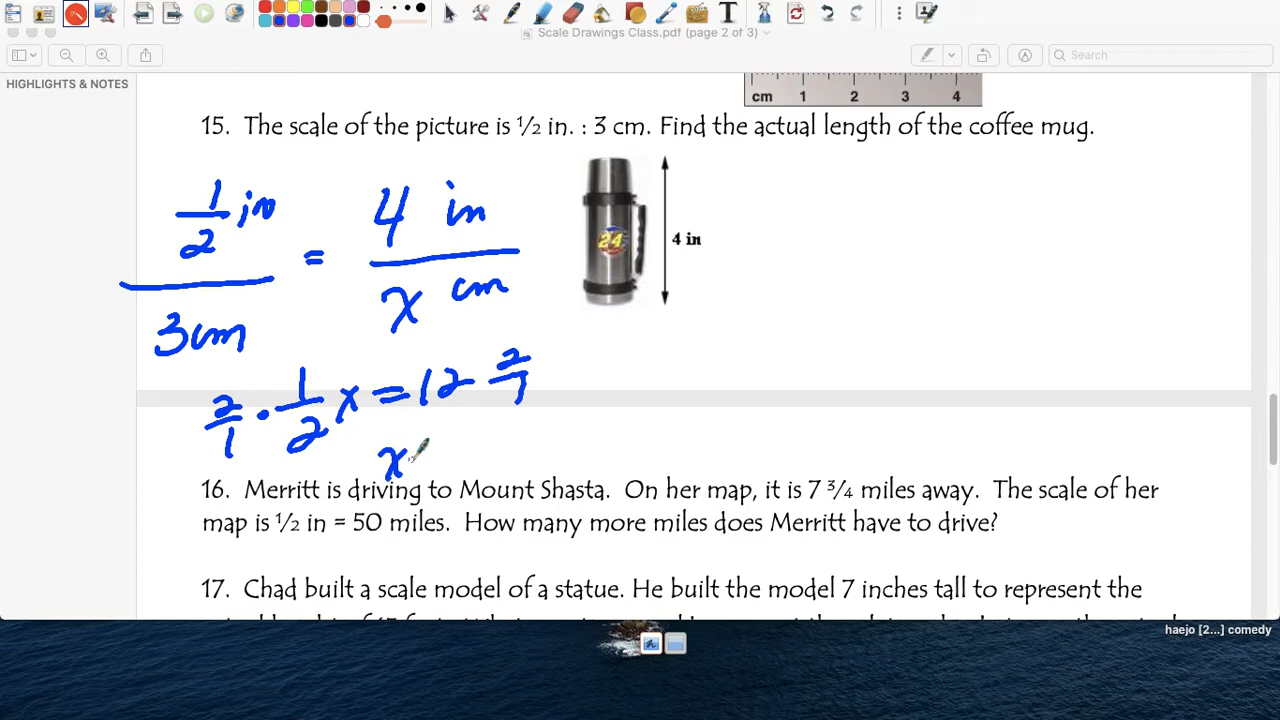 Scale Drawings Class.pdf (page 2 of 3)
Search
HIGHLIGHTS & NOTES
cm 1 2 3 4
15. The scale of the picture is ½ in. : 3 cm. Find the actual length of the coffee mug.
1/2 in / 3 cm = 4 in / x cm
24
4 in
2/1 · 1/2 x = 12 2/1
x
16. Merritt is driving to Mount Shasta. On her map, it is 7 ¾ miles away. The scale of her
map is ½ in = 50 miles. How many more miles does Merritt have to drive?
17. Chad built a scale model of a statue. He built the model 7 inches tall to represent the
haejo [2...] comedy